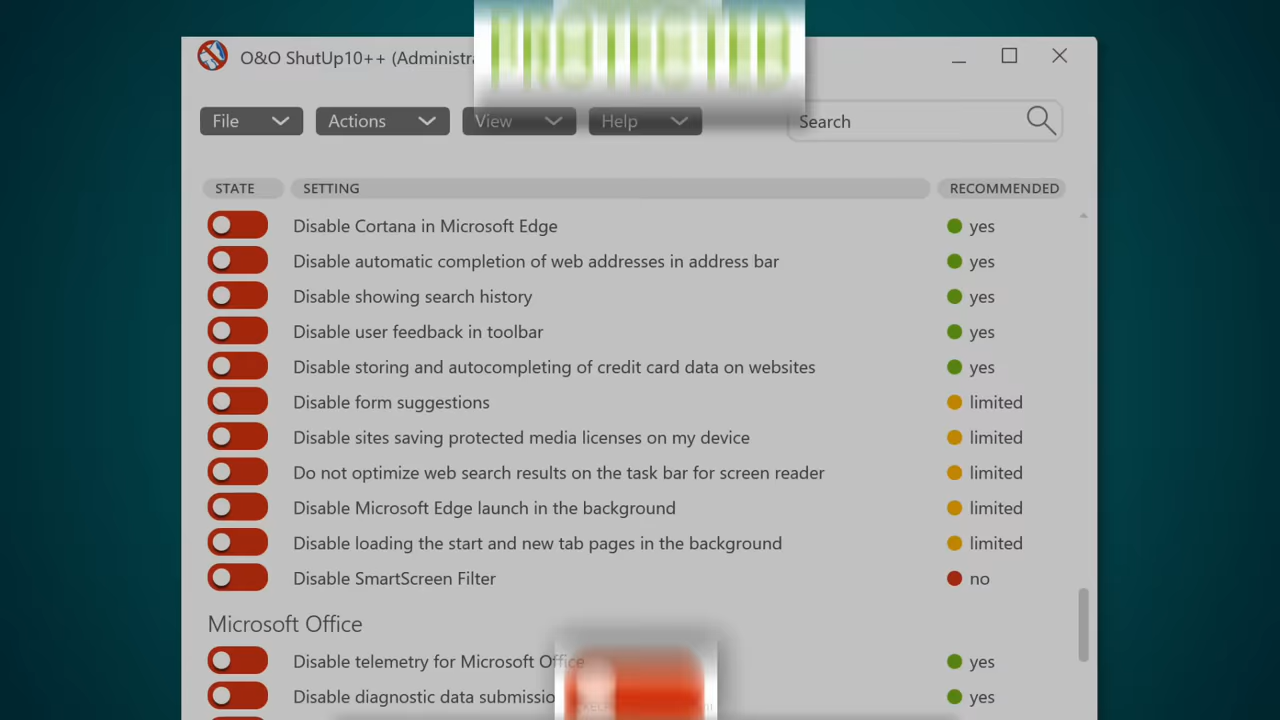 O&O ShutUp10++ (Administra
File
Actions
View
Help
Search
STATE
SETTING
RECOMMENDED
Disable Cortana in Microsoft Edge
yes
Disable automatic completion of web addresses in address bar
yes
Disable showing search history
yes
Disable user feedback in toolbar
yes
Disable storing and autocompleting of credit card data on websites
yes
Disable form suggestions
limited
Disable sites saving protected media licenses on my device
limited
Do not optimize web search results on the task bar for screen reader
limited
Disable Microsoft Edge launch in the background
limited
Disable loading the start and new tab pages in the background
limited
Disable SmartScreen Filter
no
Microsoft Office
Disable telemetry for Microsoft Office
yes
Disable diagnostic data submissio
yes